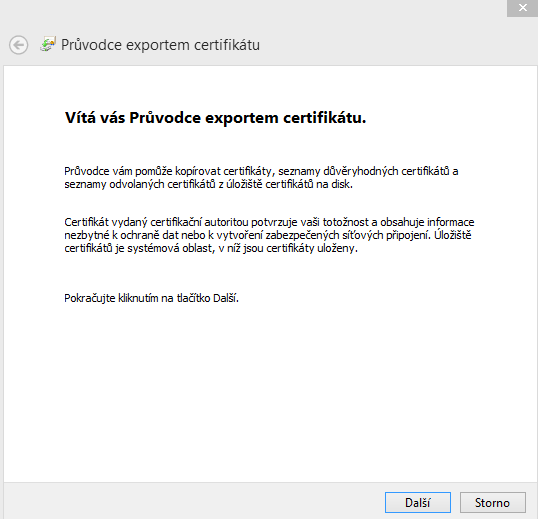 Průvodce exportem certifikátu
Vítá vás Průvodce exportem certifikátu.
Průvodce vám pomůže kopírovat certifikáty, seznamy důvěryhodných certifikátů a
seznamy odvolaných certifikátů z úložiště certifikátů na disk.
Certifikát vydaný certifikační autoritou potvrzuje vaši totožnost a obsahuje informace
nezbytné k ochraně dat nebo k vytvoření zabezpečených síťových připojení. Úložiště
certifikátů je systémová oblast, v níž jsou certifikáty uloženy.
Pokračujte kliknutím na tlačítko Další.
Další
Storno